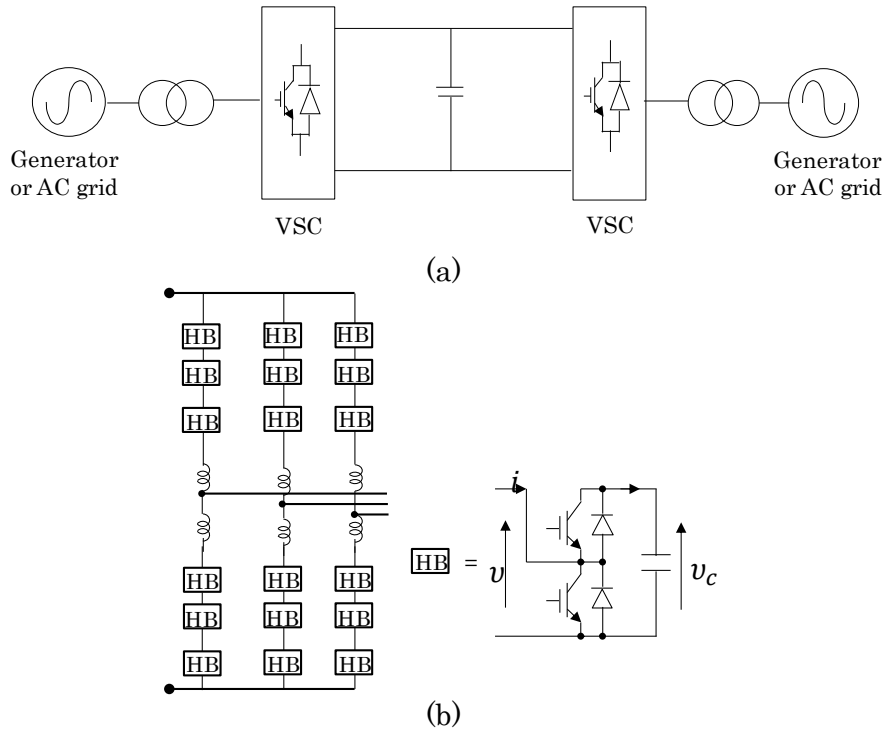 Generator
or AC grid
VSC
VSC
Generator
or AC grid
(a)
HB HB HB
HB HB HB
HB HB HB
i
HB = υ υc
HB HB HB
HB HB HB
HB HB HB
(b)